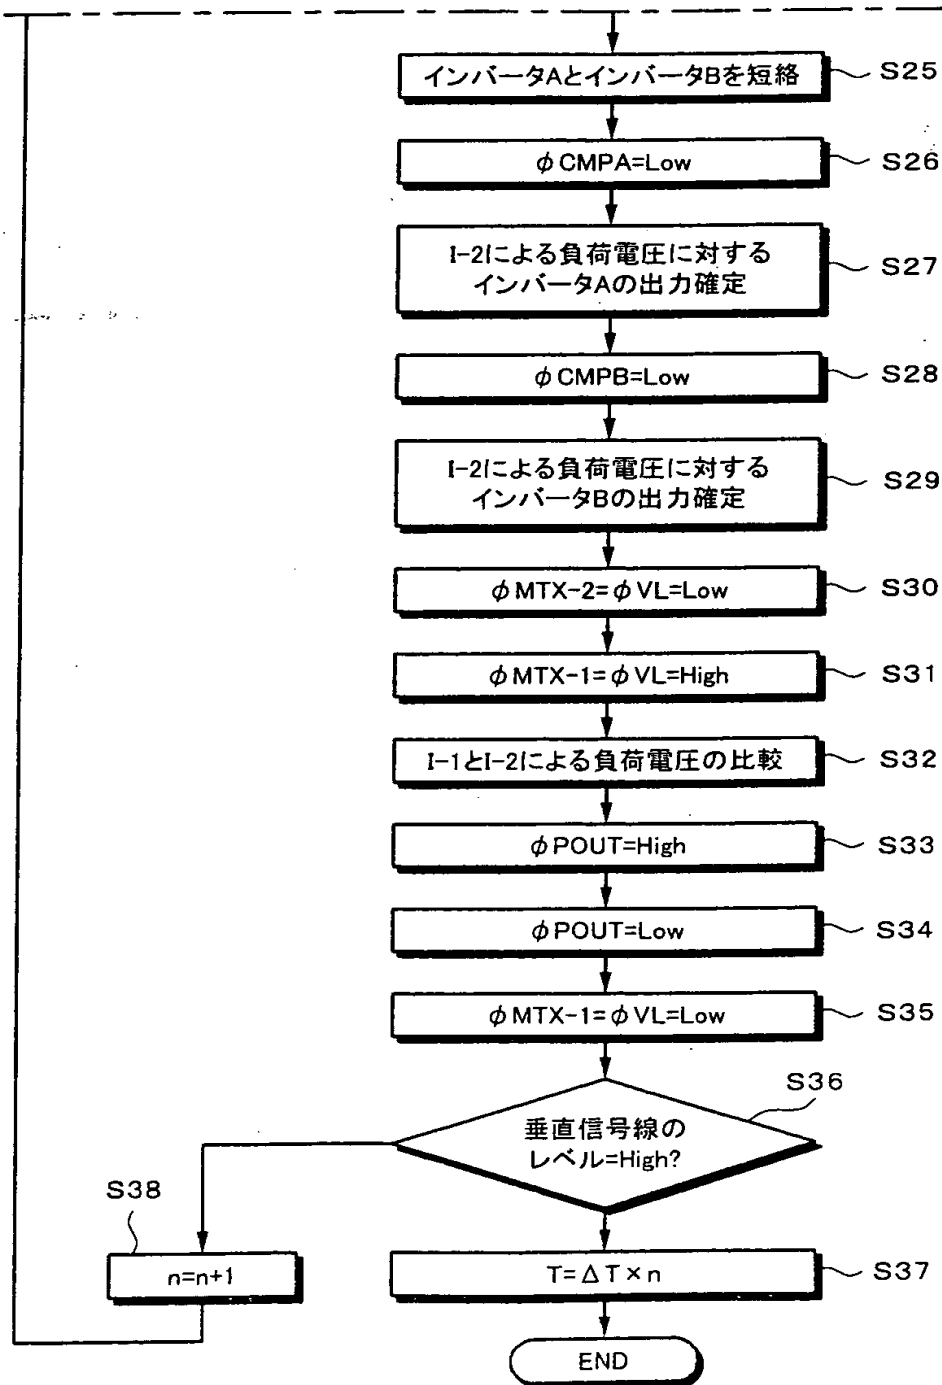 インバータAとインバータBを短絡
S25
φCMPA=Low
S26
I-2による負荷電圧に対する
インバータAの出力確定
S27
φCMPB=Low
S28
I-2による負荷電圧に対する
インバータBの出力確定
S29
φMTX-2=φVL=Low
S30
φMTX-1=φVL=High
S31
I-1とI-2による負荷電圧の比較
S32
φPOUT=High
S33
φPOUT=Low
S34
φMTX-1=φVL=Low
S35
S36
垂直信号線の
レベル=High?
S38
n=n+1
T=ΔT×n
S37
END